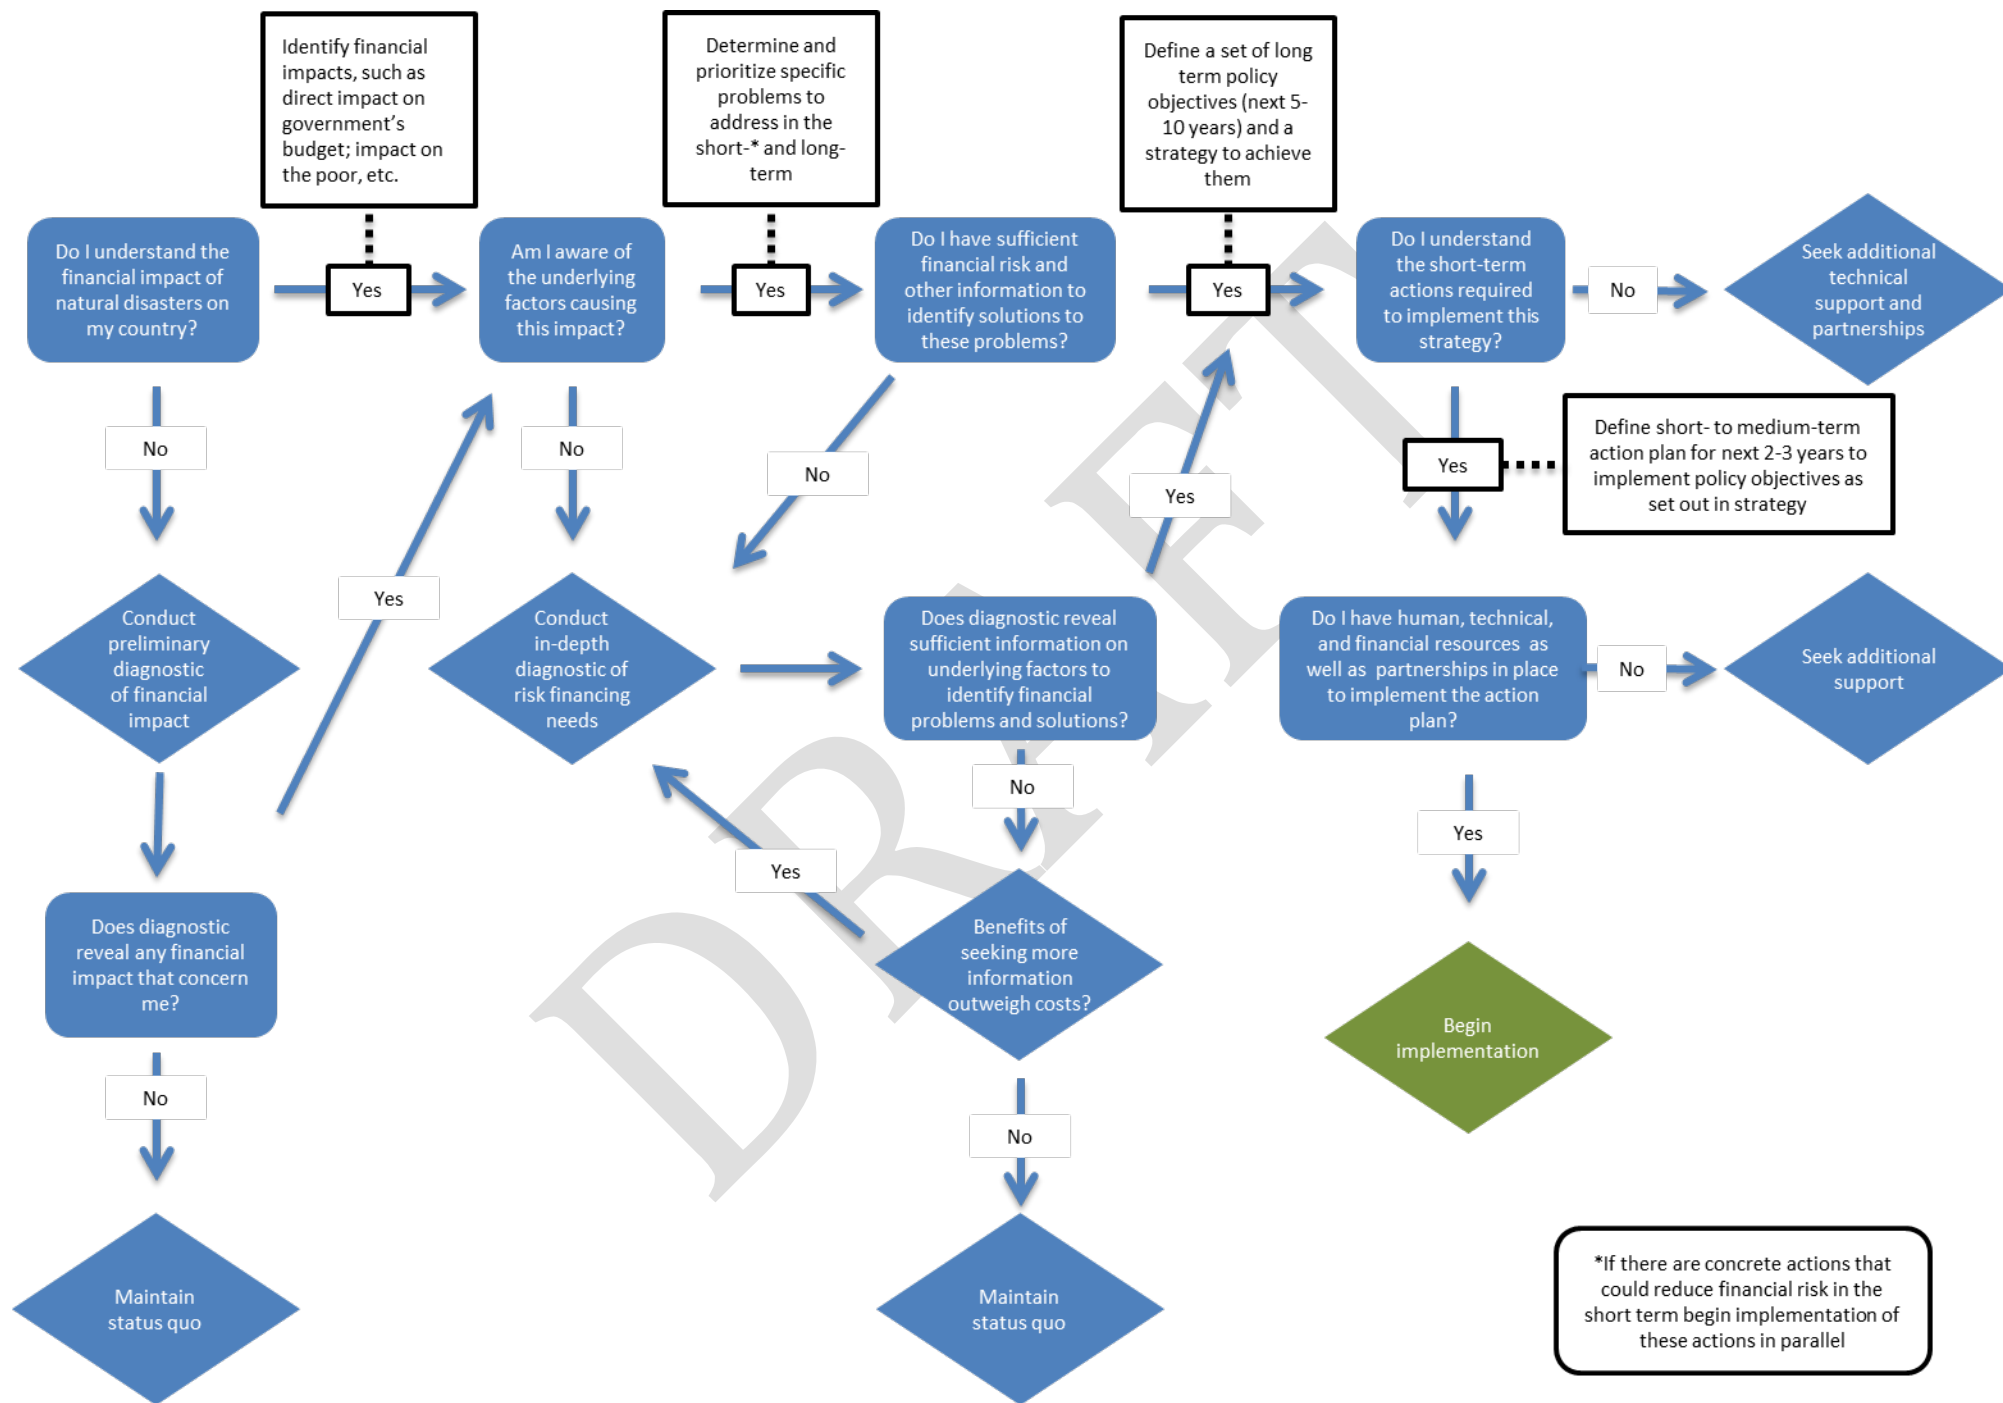 Identify financial
impacts, such as
direct impact on
government's
budget; impact on
the poor, etc.
Determine and
prioritize specific
problems to
address in the
short-* and long-
term
Define a set of long
term policy
objectives (next 5-
10 years) and a
strategy to achieve
them
Do I understand the
financial impact of
natural disasters on
my country?
Yes
Am I aware of
the underlying
factors causing
this impact?
Yes
Do I have sufficient
financial risk and
other information to
identify solutions to
these problems?
Yes
Do I understand
the short-term
actions required
to implement this
strategy?
No
Seek additional
technical
support and
partnerships
No
No
No
Yes
Yes
Define short- to medium-term
action plan for next 2-3 years to
implement policy objectives as
set out in strategy
Yes
Conduct
preliminary
diagnostic
of financial
impact
Conduct
in-depth
diagnostic of
risk financing
needs
Does diagnostic reveal
sufficient information on
underlying factors to
identify financial
problems and solutions?
Do I have human, technical,
and financial resources as
well as partnerships in place
to implement the action
plan?
No
Seek additional
support
No
Yes
Yes
Does diagnostic
reveal any financial
impact that concern
me?
Benefits of
seeking more
information
outweigh costs?
Begin
implementation
No
No
Maintain
status quo
Maintain
status quo
*If there are concrete actions that
could reduce financial risk in the
short term begin implementation of
these actions in parallel
DRAFT